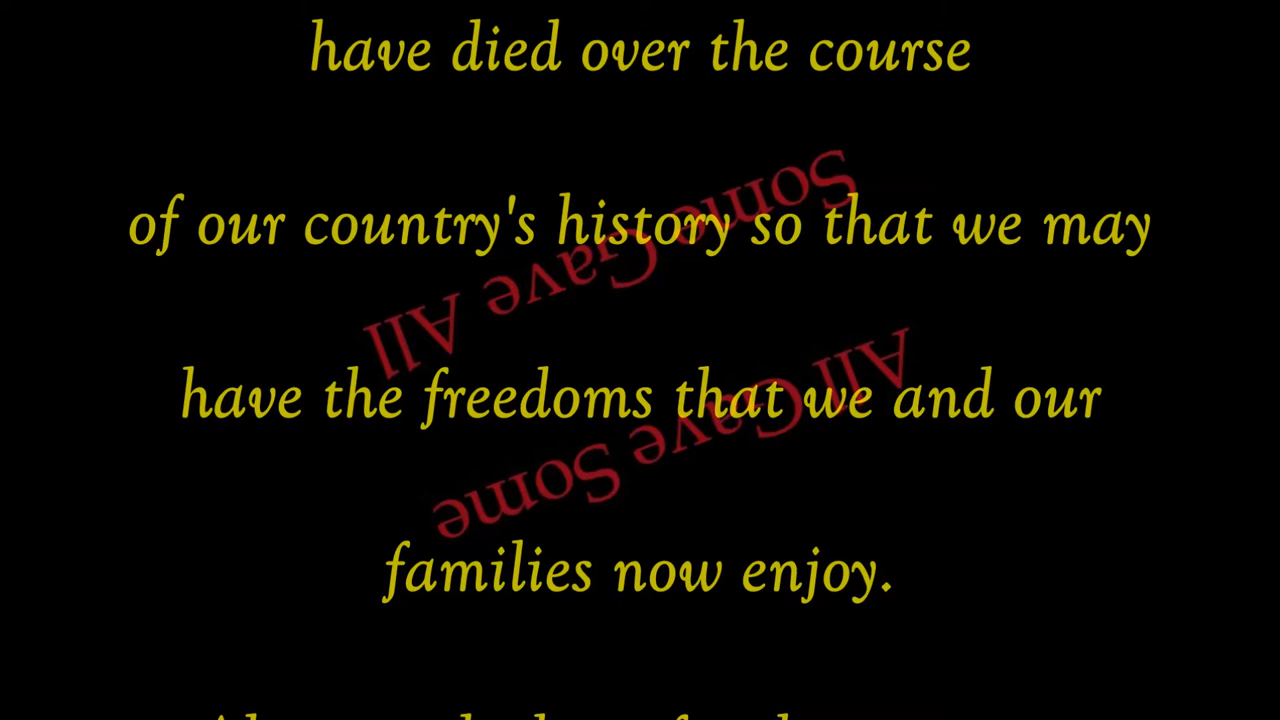 have died over the course
of our country's history so that we may
have the freedoms that we and our
families now enjoy.
All Gave Some
Some Gave All